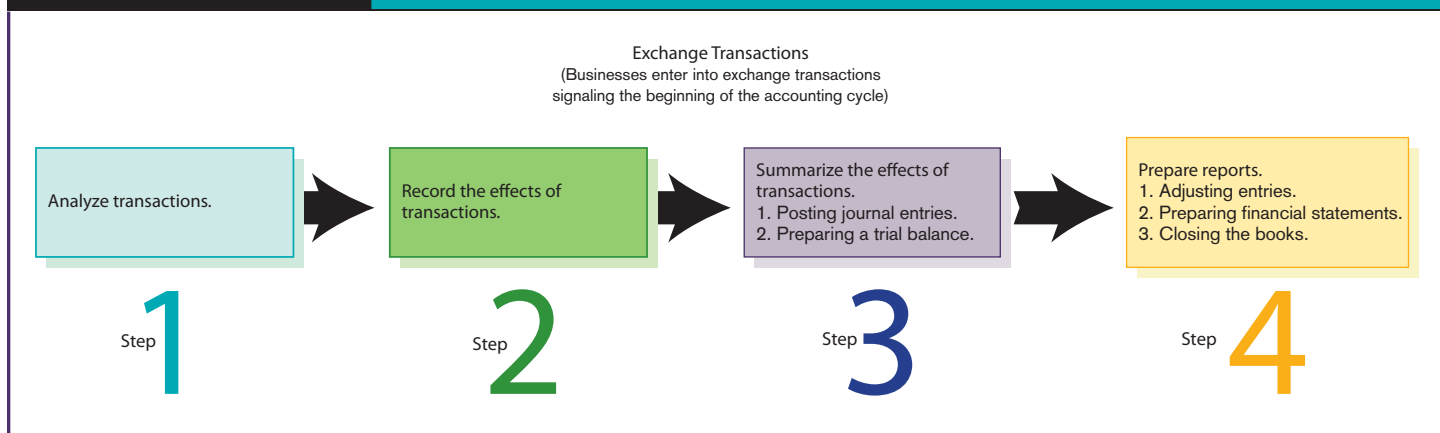 Exchange Transactions
(Businesses enter into exchange transactions
signaling the beginning of the accounting cycle)
Analyze transactions.
Record the effects of
transactions.
Summarize the effects of
transactions.
1. Posting journal entries.
2. Preparing a trial balance.
Prepare reports.
1. Adjusting entries.
2. Preparing financial statements.
3. Closing the books.
Step 1
Step 2
Step 3
Step 4